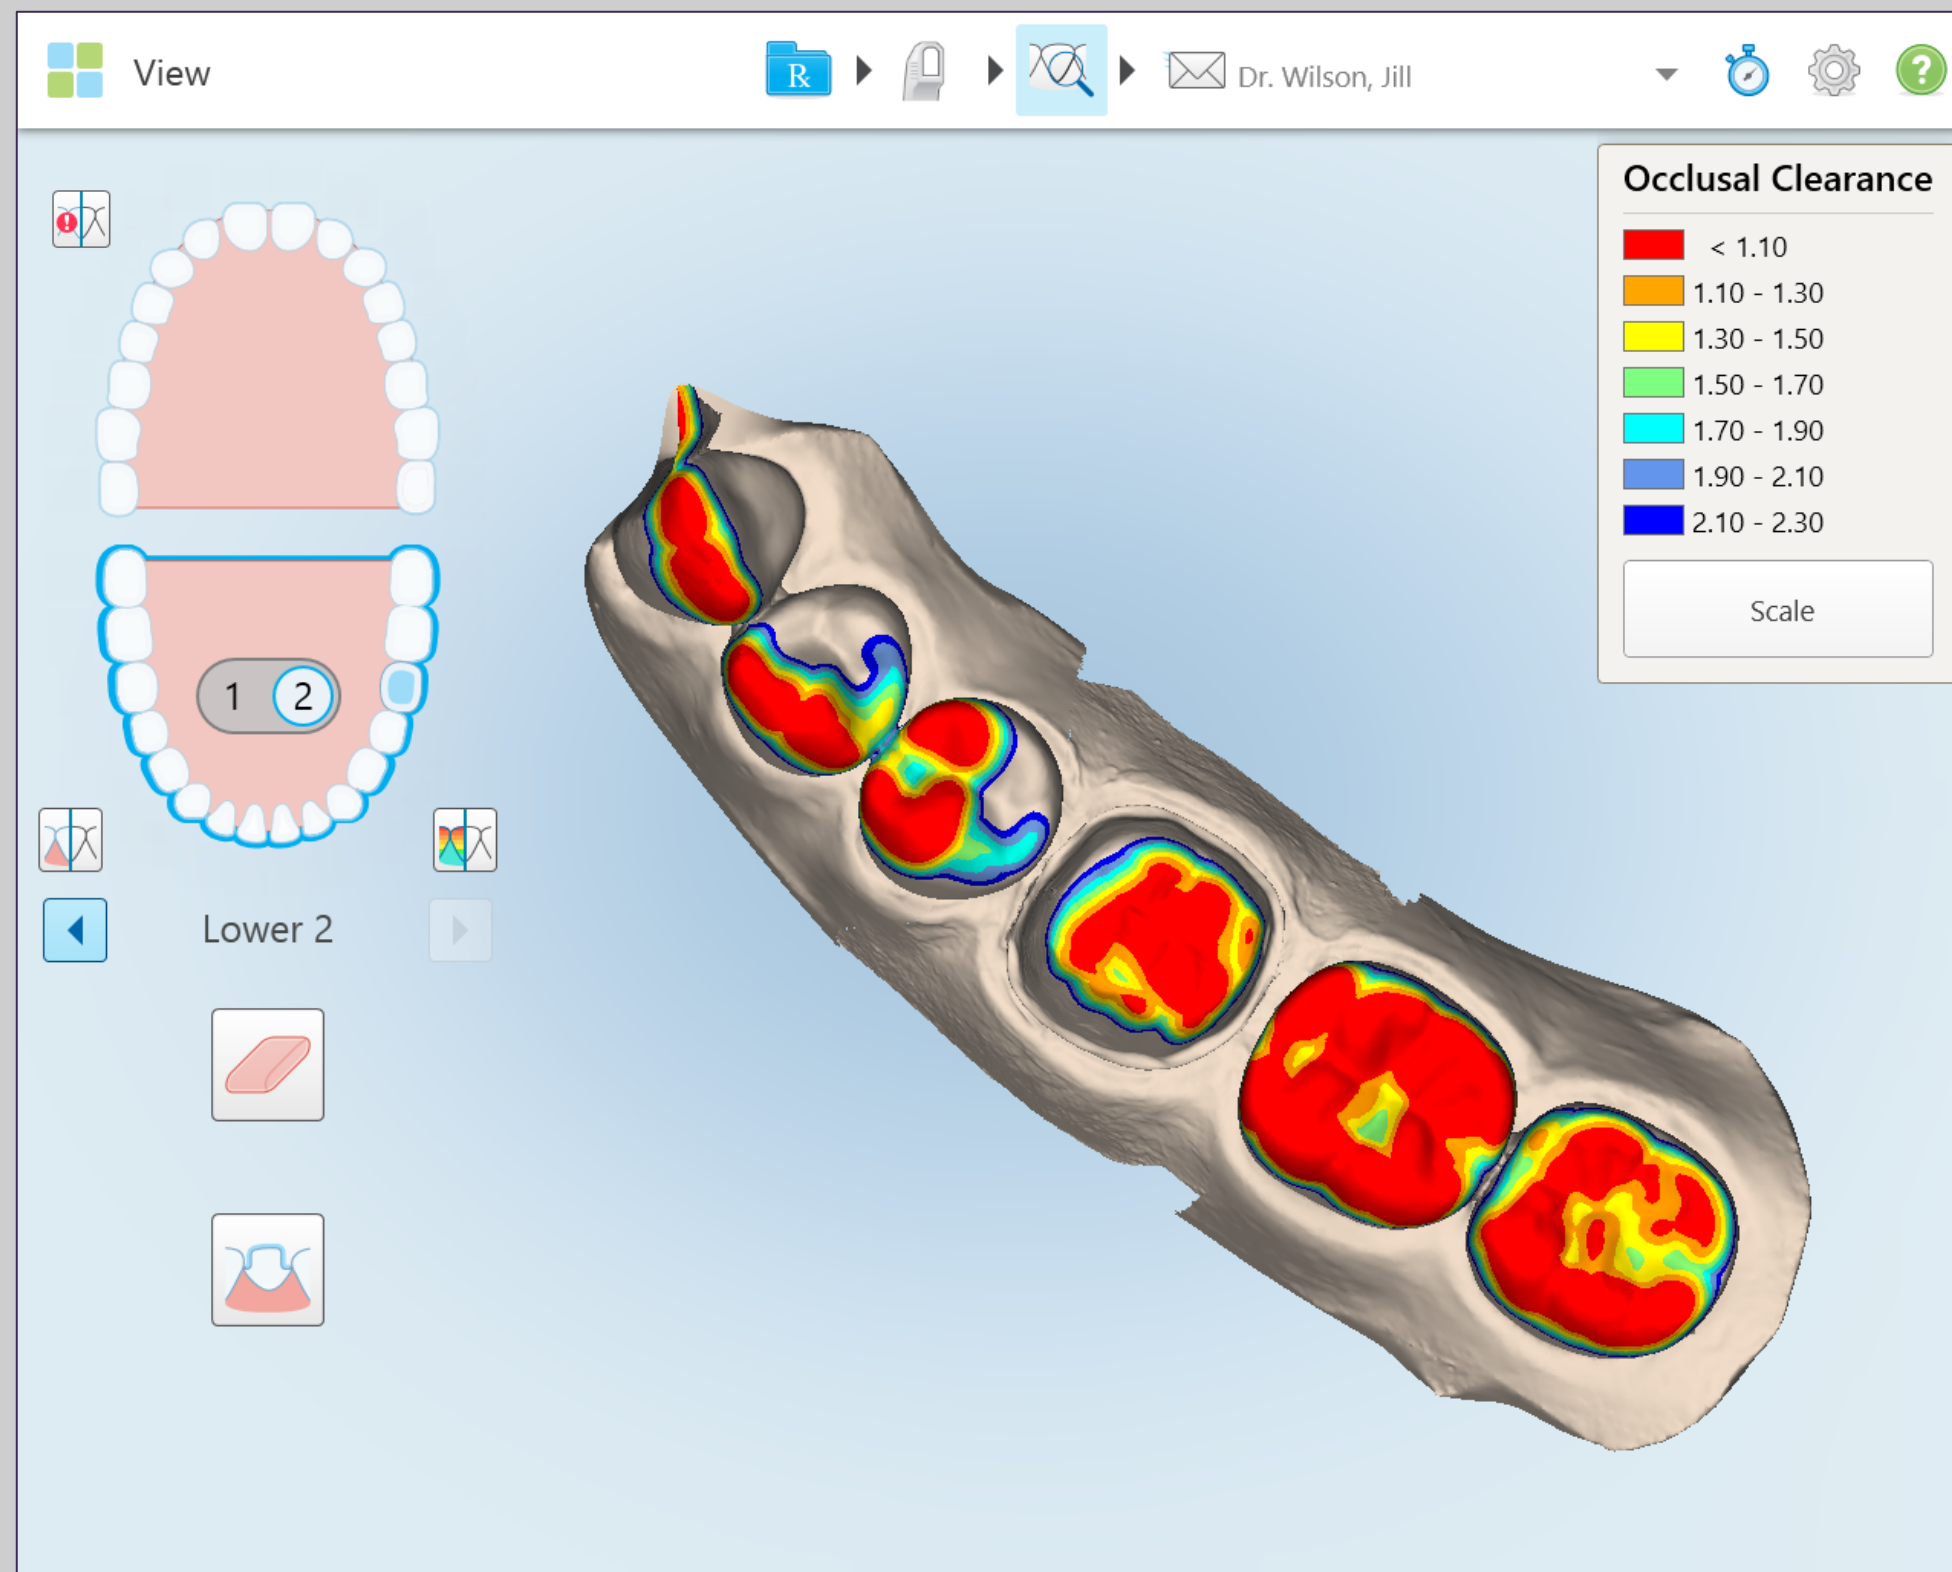 View
Rx
Dr. Wilson, Jill
?
Occlusal Clearance
< 1.10
1.10 - 1.30
1.30 - 1.50
1.50 - 1.70
1.70 - 1.90
1.90 - 2.10
2.10 - 2.30
Scale
!
1 2
Lower 2